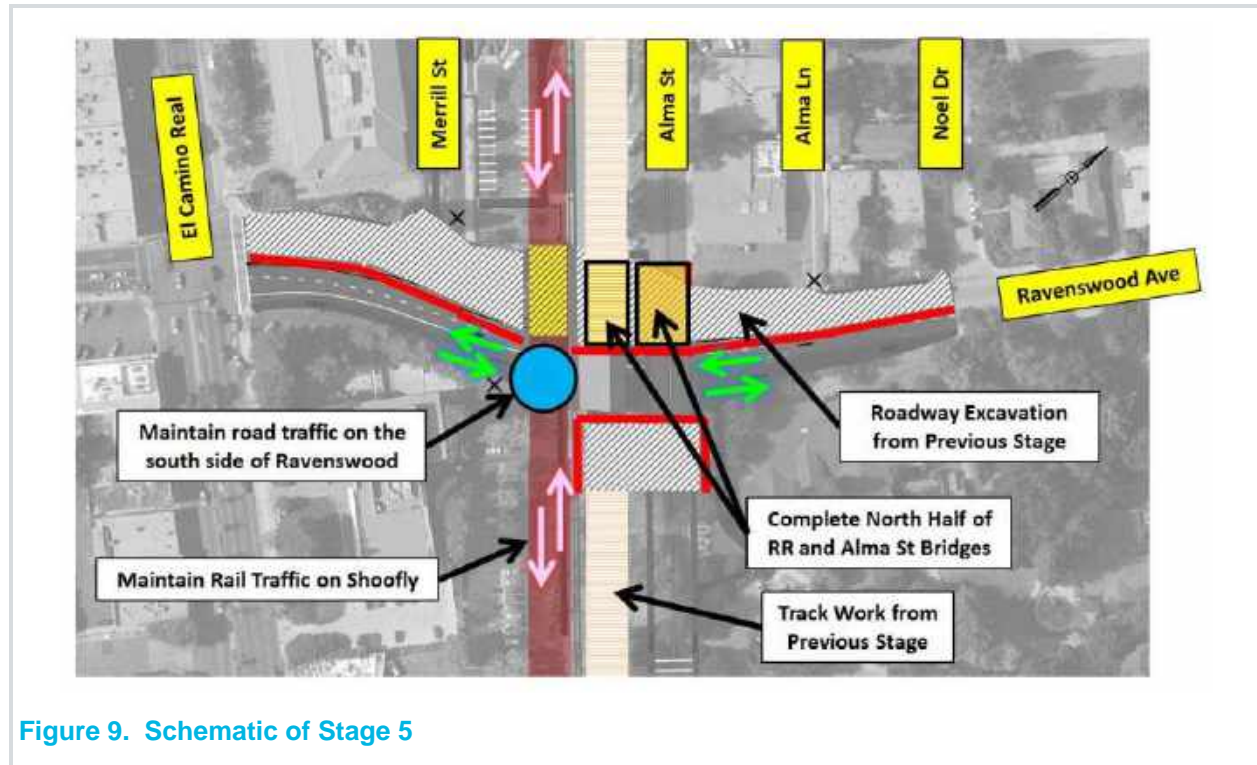 El Camino Real
Merrill St
Alma St
Alma Ln
Noel Dr
Ravenswood Ave
Maintain road traffic on the
south side of Ravenswood
Roadway Excavation
from Previous Stage
Complete North Half of
RR and Alma St Bridges
Maintain Rail Traffic on Shoofly
Track Work from
Previous Stage
Figure 9. Schematic of Stage 5